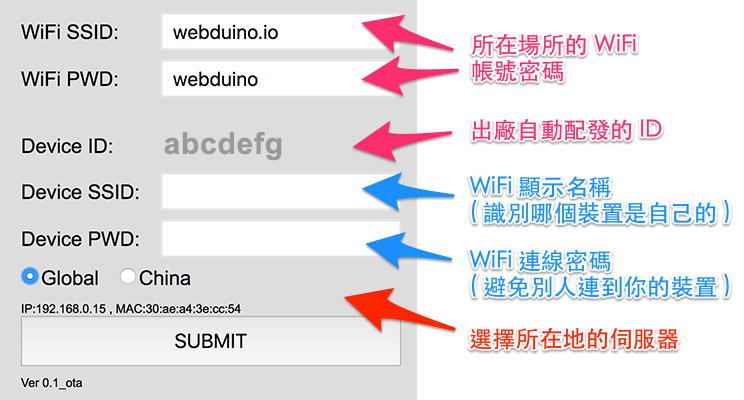 WiFi SSID: webduino.io
所在場所的 WiFi
帳號密碼
WiFi PWD: webduino
Device ID: abcdefg
出廠自動配發的 ID
Device SSID:
WiFi 顯示名稱
( 識別哪個裝置是自己的 )
Device PWD:
WiFi 連線密碼
( 避免別人連到你的裝置 )
Global China
IP:192.168.0.15 , MAC:30:ae:a4:3e:cc:54
選擇所在地的伺服器
SUBMIT
Ver 0.1_ota